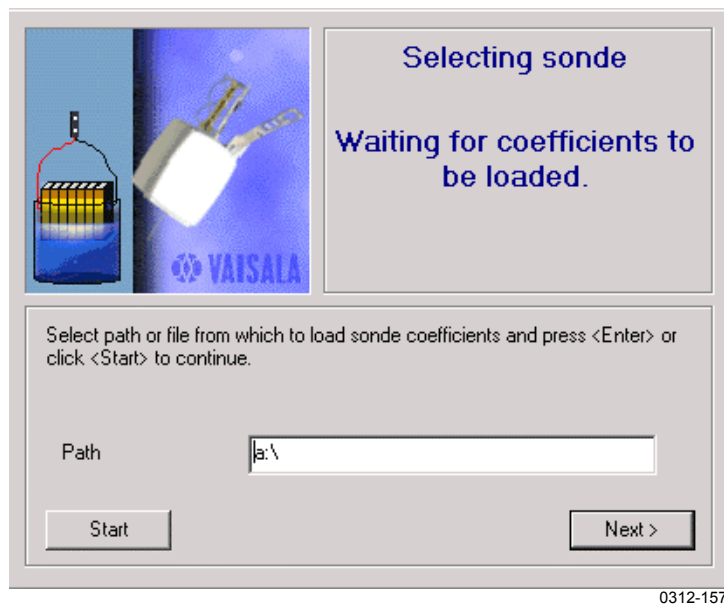 Selecting sonde
Waiting for coefficients to
be loaded.
VAISALA
Select path or file from which to load sonde coefficients and press <Enter> or
click <Start> to continue.
Path
a:\
Start
Next >
0312-157